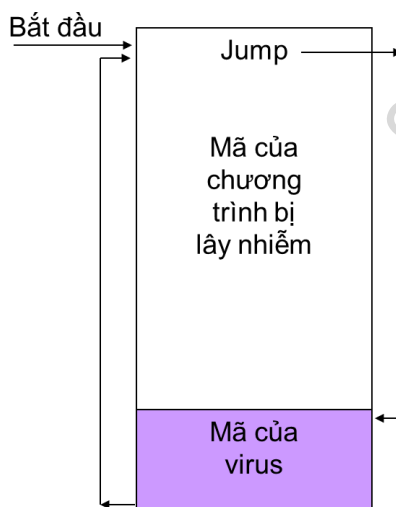 Bắt đầu
Jump
Mã của
chương
trình bị
lây nhiễm
Mã của
virus